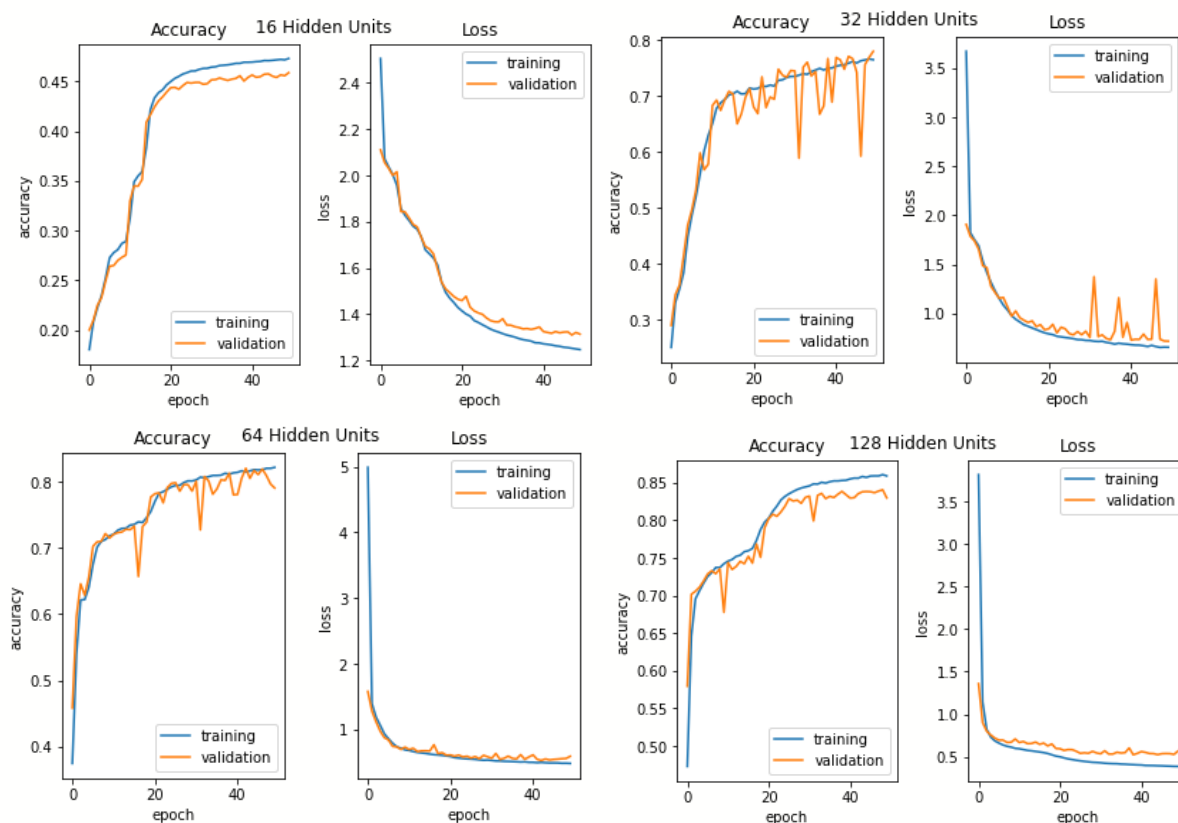 16 Hidden Units
Accuracy
Loss
0.45
0.40
0.35
0.30
0.25
0.20
accuracy
training
validation
0
20
40
epoch
2.4
2.2
2.0
1.8
1.6
1.4
1.2
loss
training
validation
0
20
40
epoch
32 Hidden Units
Accuracy
Loss
0.8
0.7
0.6
0.5
0.4
0.3
accuracy
training
validation
0
20
40
epoch
3.5
3.0
2.5
2.0
1.5
1.0
loss
training
validation
0
20
40
epoch
64 Hidden Units
Accuracy
Loss
0.8
0.7
0.6
0.5
0.4
accuracy
training
validation
0
20
40
epoch
5
4
3
2
1
loss
training
validation
0
20
40
epoch
128 Hidden Units
Accuracy
Loss
0.85
0.80
0.75
0.70
0.65
0.60
0.55
0.50
accuracy
training
validation
0
20
40
epoch
3.5
3.0
2.5
2.0
1.5
1.0
0.5
loss
training
validation
0
20
40
epoch